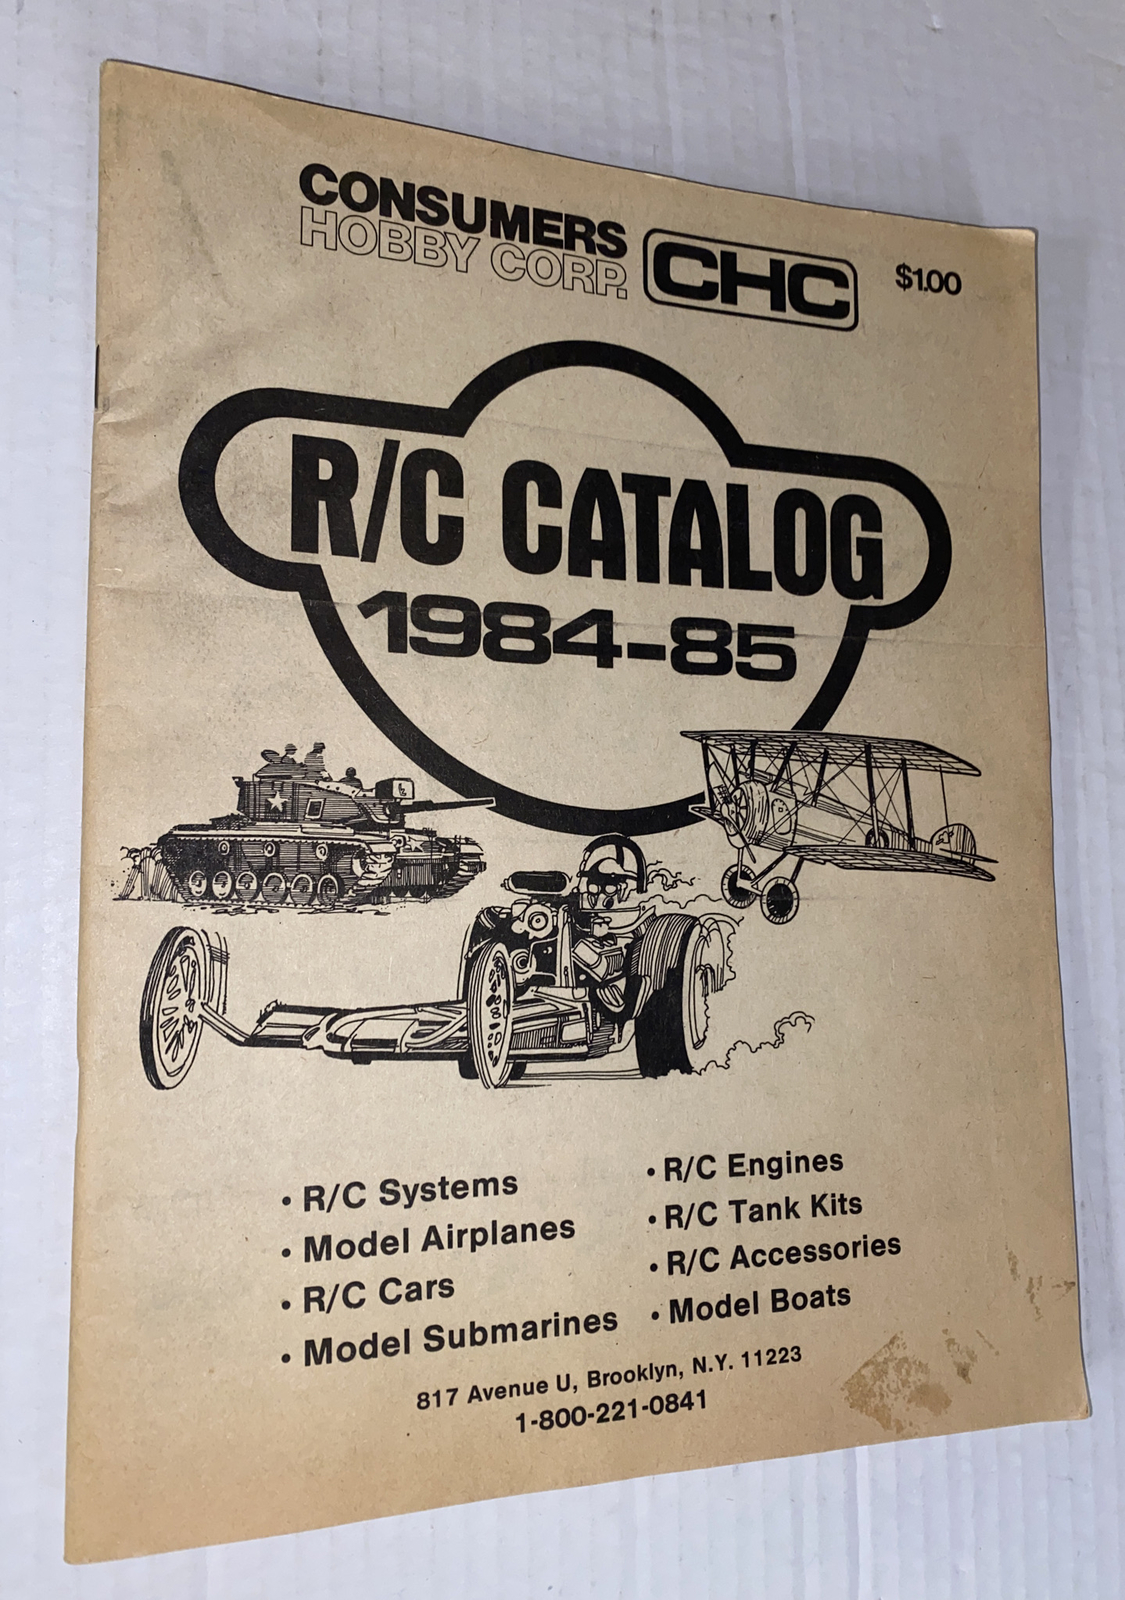 CONSUMERS
HOBBY CORP.
CHC
$1.00
R/C CATALOG
1984-85
• R/C Systems
• Model Airplanes
• R/C Cars
• Model Submarines
• R/C Engines
• R/C Tank Kits
• R/C Accessories
• Model Boats
817 Avenue U, Brooklyn, N.Y. 11223
1-800-221-0841